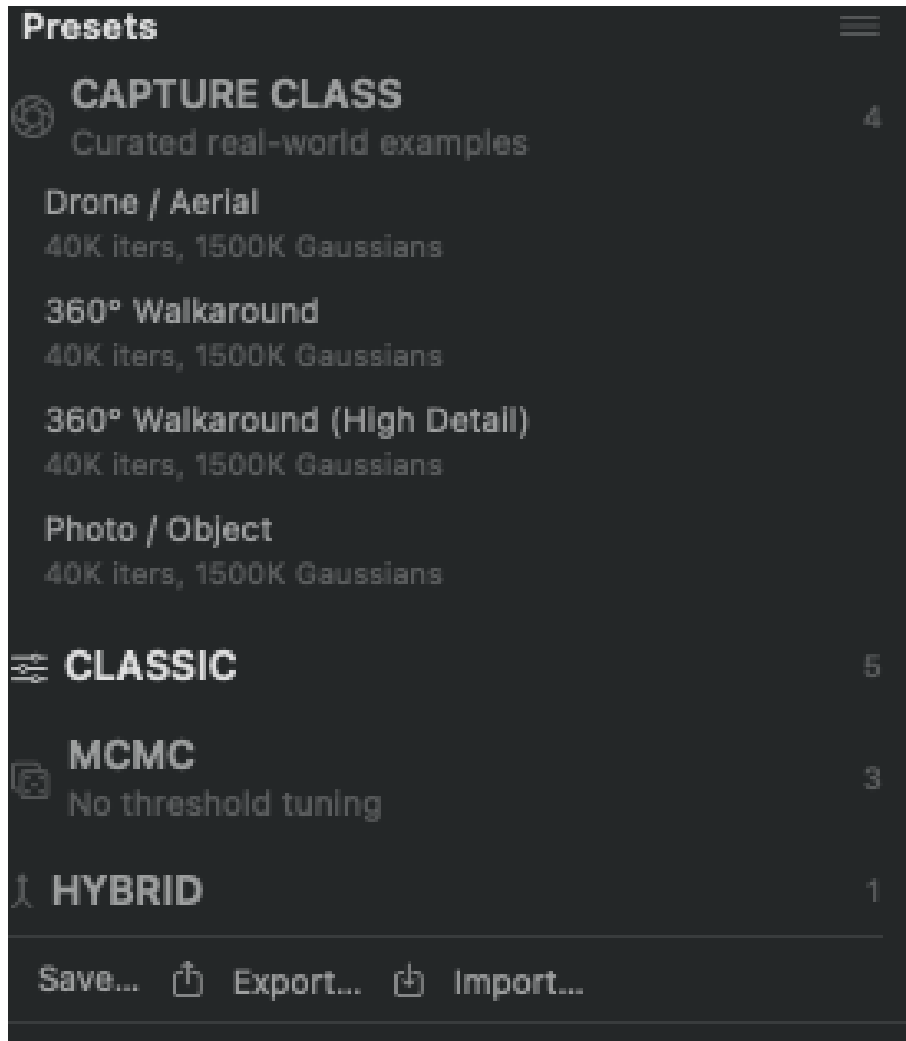 Presets
CAPTURE CLASS
4
Curated real-world examples
Drone / Aerial
40K iters, 1500K Gaussians
360° Walkaround
40K iters, 1500K Gaussians
360° Walkaround (High Detail)
40K iters, 1500K Gaussians
Photo / Object
40K iters, 1500K Gaussians
CLASSIC 5
MCMC
3
No threshold tuning
HYBRID 1
Save... Export... Import...